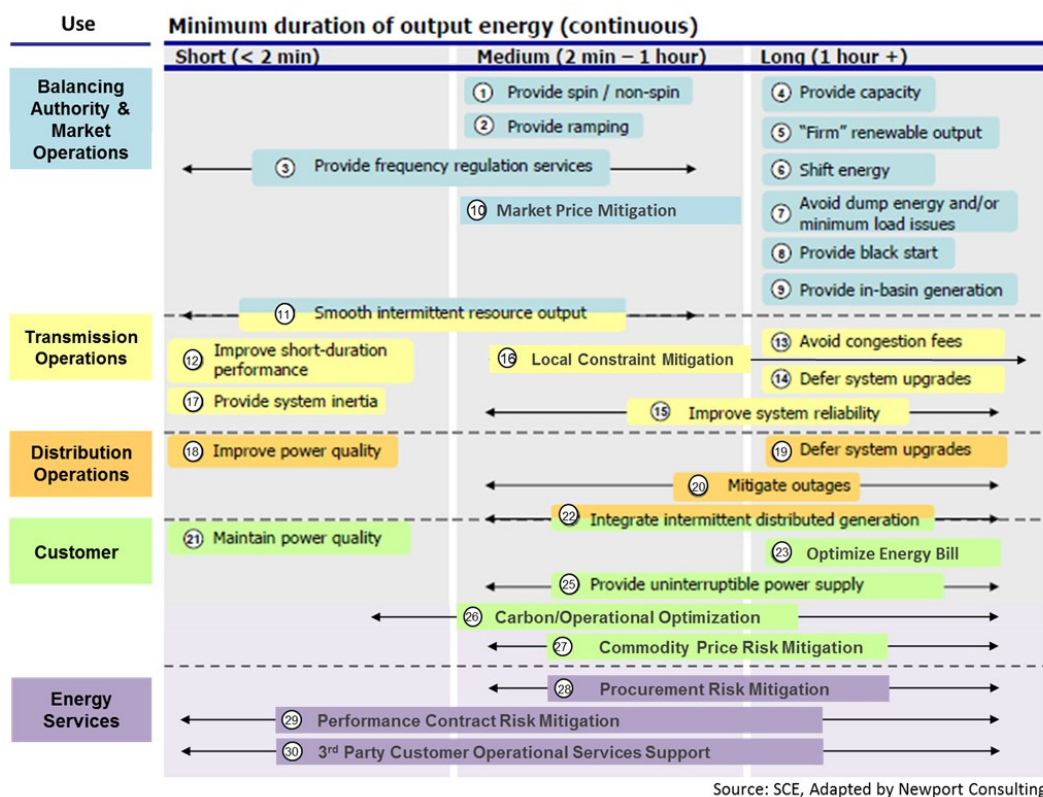 Use
Minimum duration of output energy (continuous)
Short (< 2 min)
Medium (2 min – 1 hour)
Long (1 hour +)
Balancing
Authority &
Market
Operations
1 Provide spin / non-spin
2 Provide ramping
3 Provide frequency regulation services
10 Market Price Mitigation
4 Provide capacity
5 "Firm" renewable output
6 Shift energy
7 Avoid dump energy and/or
minimum load issues
8 Provide black start
9 Provide in-basin generation
11 Smooth intermittent resource output
Transmission
Operations
12 Improve short-duration
performance
17 Provide system inertia
16 Local Constraint Mitigation
13 Avoid congestion fees
14 Defer system upgrades
15 Improve system reliability
Distribution
Operations
18 Improve power quality
19 Defer system upgrades
20 Mitigate outages
22 Integrate intermittent distributed generation
Customer
21 Maintain power quality
23 Optimize Energy Bill
25 Provide uninterruptible power supply
26 Carbon/Operational Optimization
27 Commodity Price Risk Mitigation
Energy
Services
28 Procurement Risk Mitigation
29 Performance Contract Risk Mitigation
30 3rd Party Customer Operational Services Support
Source: SCE, Adapted by Newport Consulting